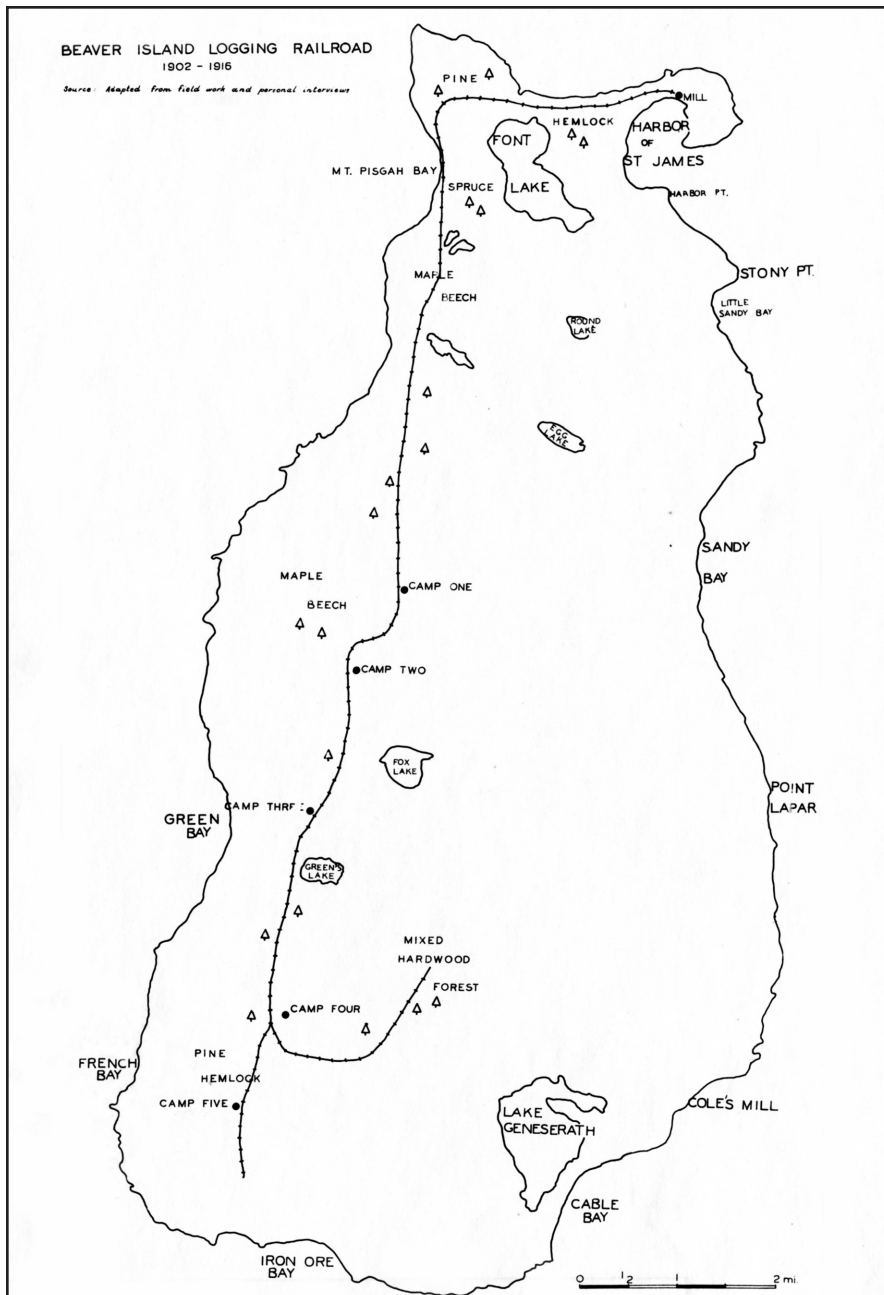 BEAVER ISLAND LOGGING RAILROAD
1902 - 1916
Source: Adapted from field work and personal interviews
PINE
MILL
HEMLOCK
HARBOR
OF
ST JAMES
FONT
LAKE
MT. PISGAH BAY
SPRUCE
HARBOR PT.
MAPLE
BEECH
STONY PT.
LITTLE
SANDY BAY
ROUND
LAKE
EGG
LAKE
SANDY
BAY
MAPLE
BEECH
CAMP ONE
CAMP TWO
FOX
LAKE
POINT
LAPAR
CAMP THREE
GREEN
BAY
GREEN'S
LAKE
MIXED
HARDWOOD
FOREST
CAMP FOUR
PINE
HEMLOCK
FRENCH
BAY
CAMP FIVE
COLE'S MILL
LAKE
GENESERATH
CABLE
BAY
IRON ORE
BAY
0 1/2 1 2 mi.